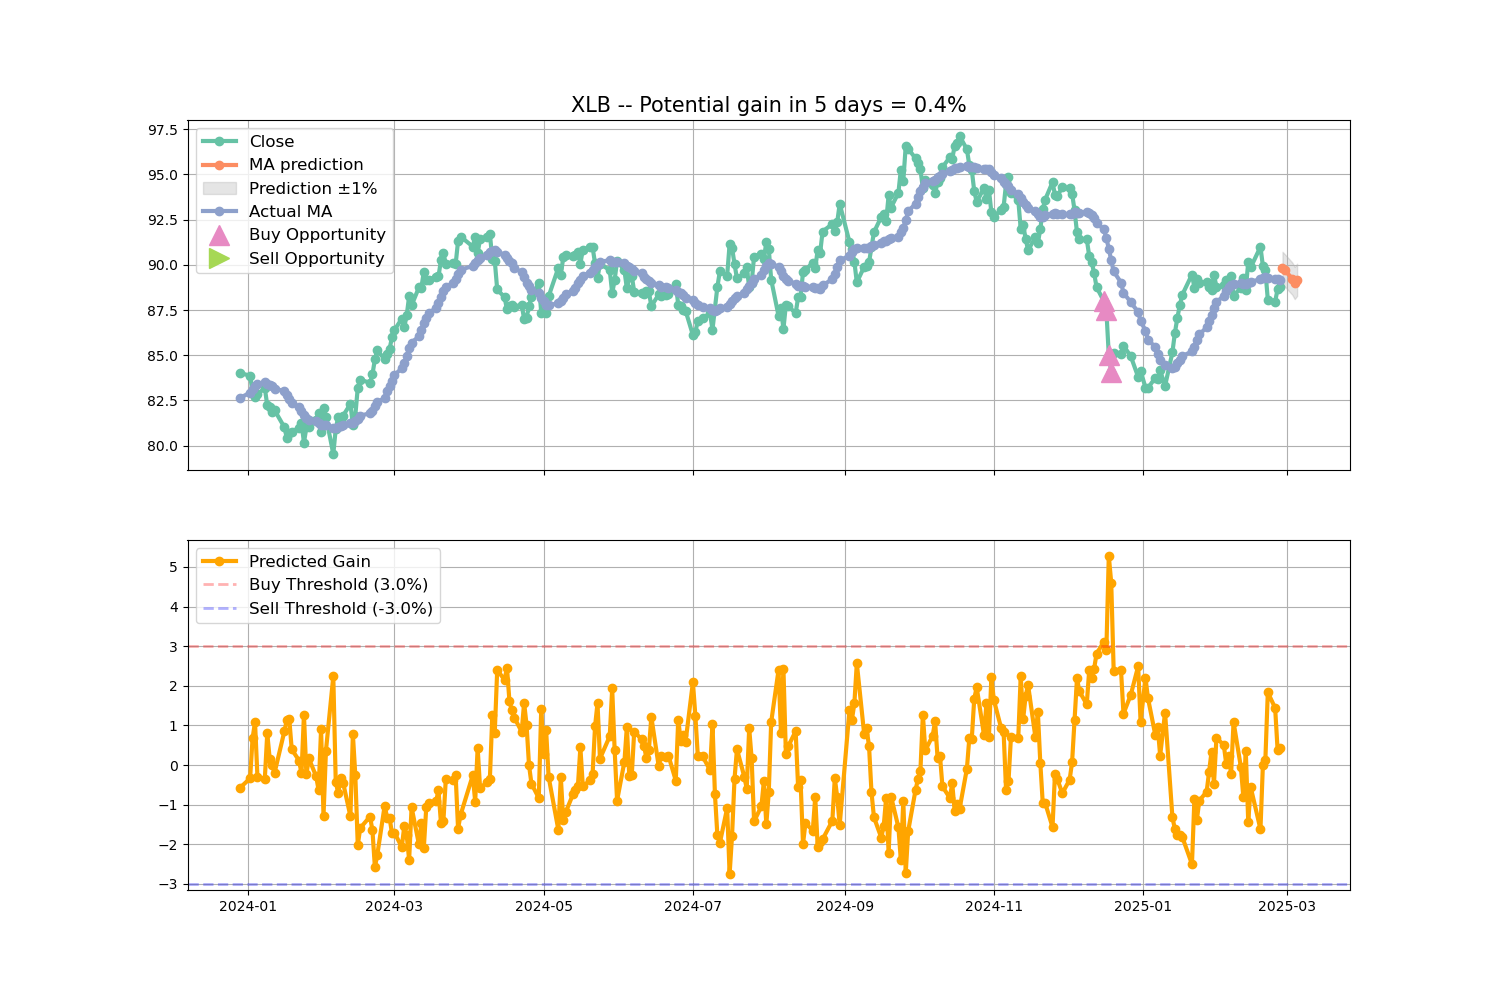 XLB -- Potential gain in 5 days = 0.4%
97.5
95.0
92.5
90.0
87.5
85.0
82.5
80.0
Close
MA prediction
Prediction ±1%
Actual MA
Buy Opportunity
Sell Opportunity
5
4
3
2
1
0
−1
−2
−3
Predicted Gain
Buy Threshold (3.0%)
Sell Threshold (-3.0%)
2024-01 2024-03 2024-05 2024-07 2024-09 2024-11 2025-01 2025-03